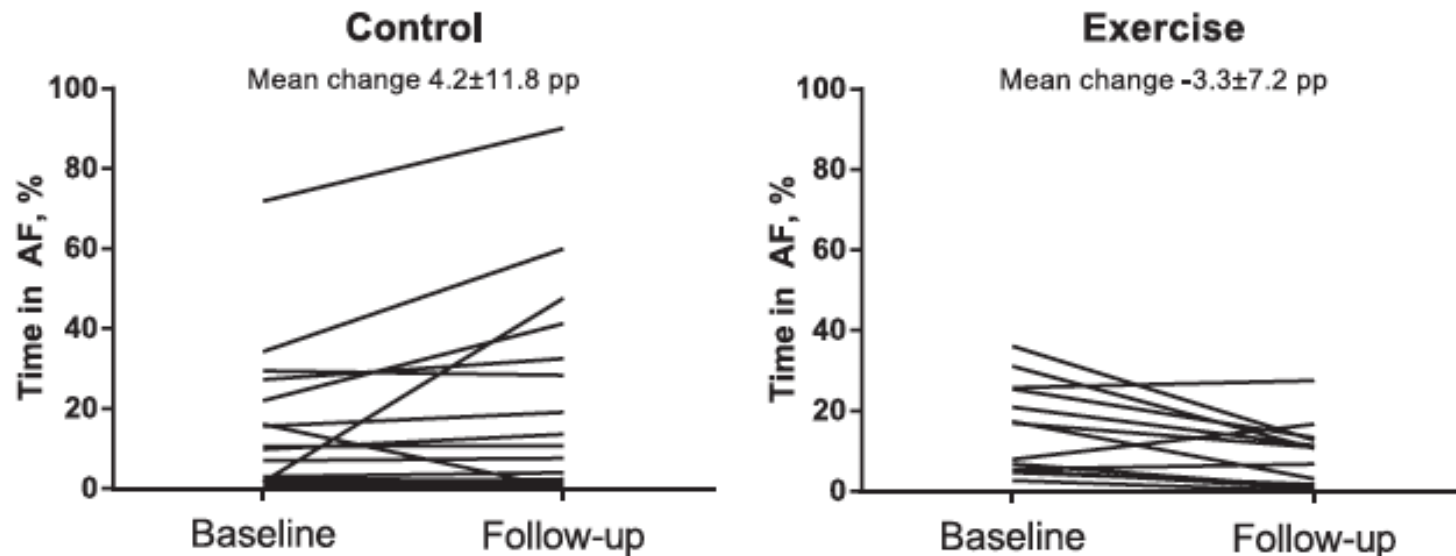 Control
Mean change 4.2±11.8 pp
Time in AF, %
100
80
60
40
20
0
Baseline
Follow-up
Exercise
Mean change -3.3±7.2 pp
Time in AF, %
100
80
60
40
20
0
Baseline
Follow-up